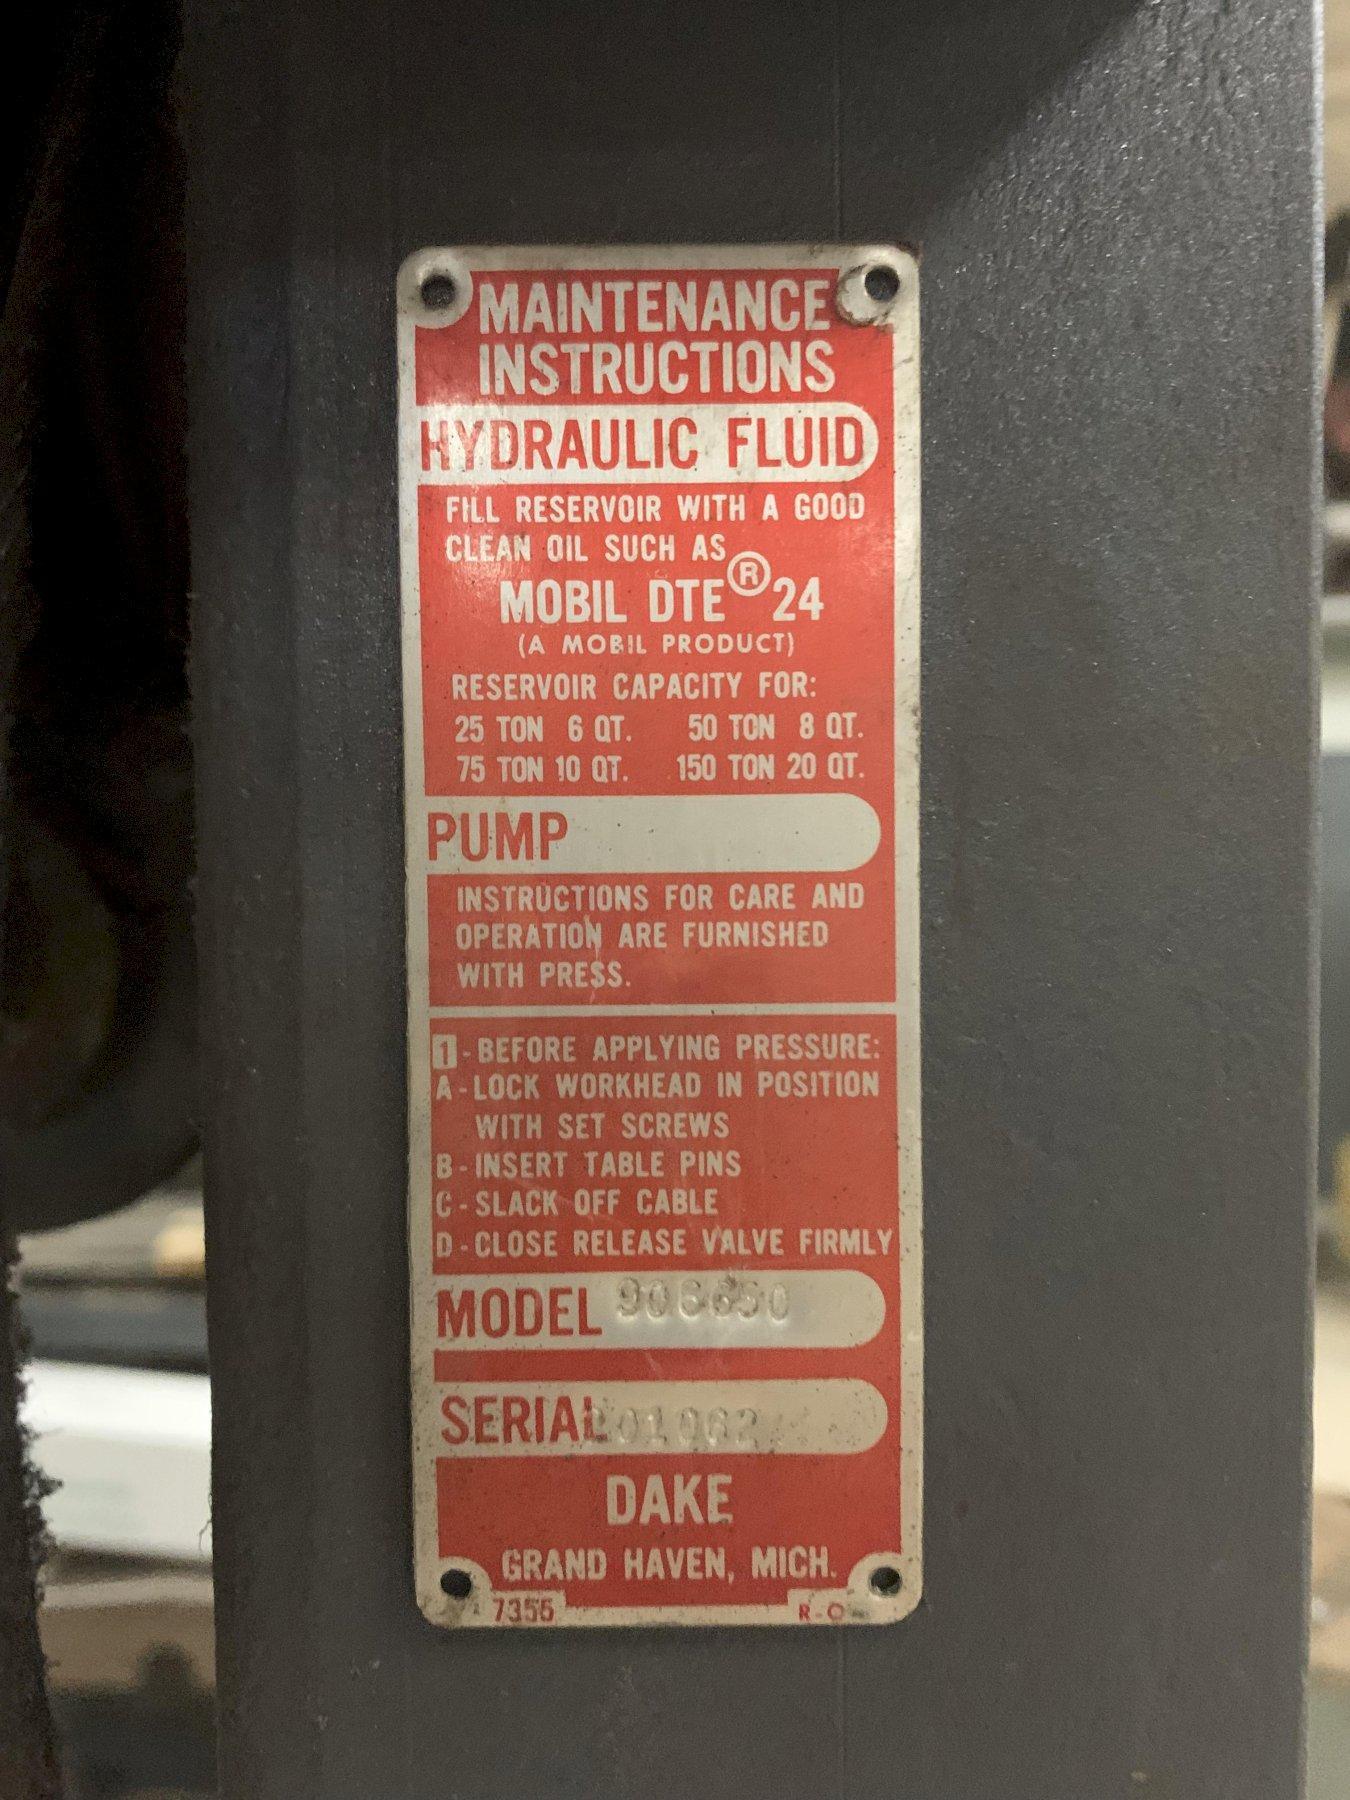 MAINTENANCE
INSTRUCTIONS
HYDRAULIC FLUID
FILL RESERVOIR WITH A GOOD
CLEAN OIL SUCH AS
MOBIL DTE® 24
(A MOBIL PRODUCT)
RESERVOIR CAPACITY FOR:
25 TON 6 QT. 50 TON 8 QT.
75 TON 10 QT. 150 TON 20 QT.
PUMP
INSTRUCTIONS FOR CARE AND
OPERATION ARE FURNISHED
WITH PRESS.
1 - BEFORE APPLYING PRESSURE:
A - LOCK WORKHEAD IN POSITION
WITH SET SCREWS
B - INSERT TABLE PINS
C - SLACK OFF CABLE
D - CLOSE RELEASE VALVE FIRMLY
MODEL
SERIAL
DAKE
GRAND HAVEN, MICH.
7355 R-O